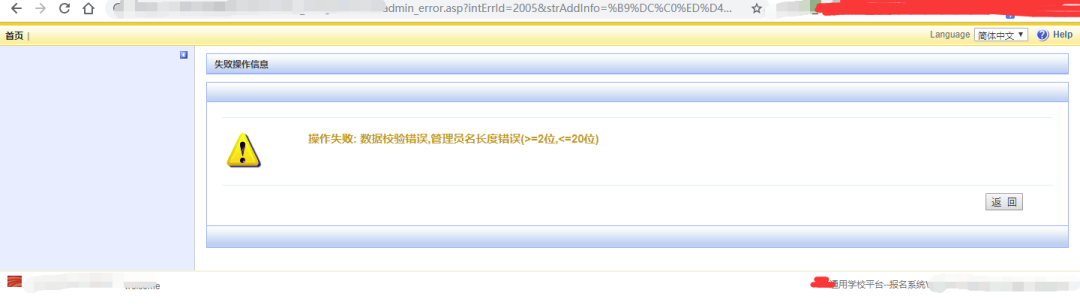 admin_error.asp?intErrId=2005&strAddInfo=%B9%DC%C0%ED%D4...
首页 |
Language 简体中文 Help
失败操作信息
操作失败: 数据校验错误,管理员名长度错误(>=2位,<=20位)
返 回
welcome
通用学校平台--报名系统